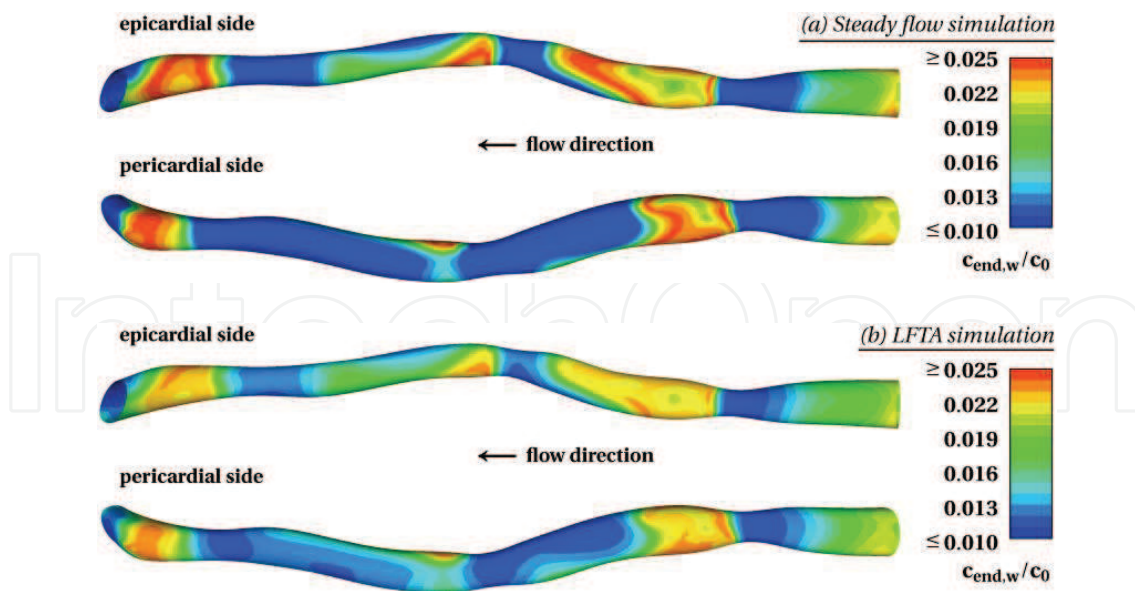 epicardial side
(a) Steady flow simulation
≥ 0.025
0.022
0.019
0.016
0.013
≤ 0.010
c_end,w/c_0
← flow direction
pericardial side
IntechOpen
epicardial side
(b) LFTA simulation
≥ 0.025
0.022
0.019
0.016
0.013
≤ 0.010
c_end,w/c_0
← flow direction
pericardial side